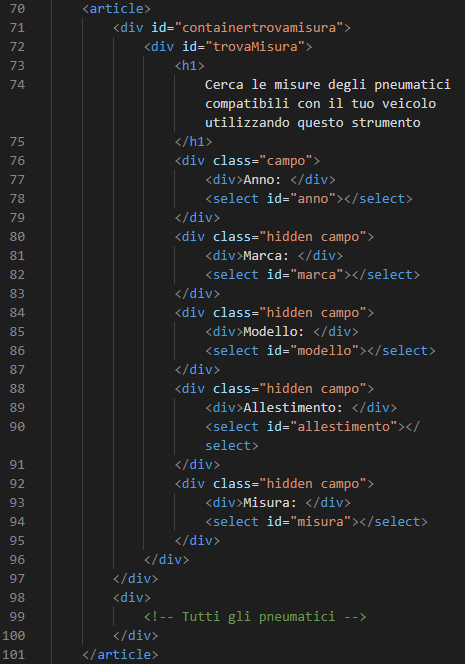 70 <article>
71 <div id="containertrovamisura">
72 <div id="trovaMisura">
73 <h1>
74 Cerca le misure degli pneumatici
compatibili con il tuo veicolo
utilizzando questo strumento
75 </h1>
76 <div class="campo">
77 <div>Anno: </div>
78 <select id="anno"></select>
79 </div>
80 <div class="hidden campo">
81 <div>Marca: </div>
82 <select id="marca"></select>
83 </div>
84 <div class="hidden campo">
85 <div>Modello: </div>
86 <select id="modello"></select>
87 </div>
88 <div class="hidden campo">
89 <div>Allestimento: </div>
90 <select id="allestimento"></
select>
91 </div>
92 <div class="hidden campo">
93 <div>Misura: </div>
94 <select id="misura"></select>
95 </div>
96 </div>
97 </div>
98 <div>
99 <!-- Tutti gli pneumatici -->
100 </div>
101 </article>